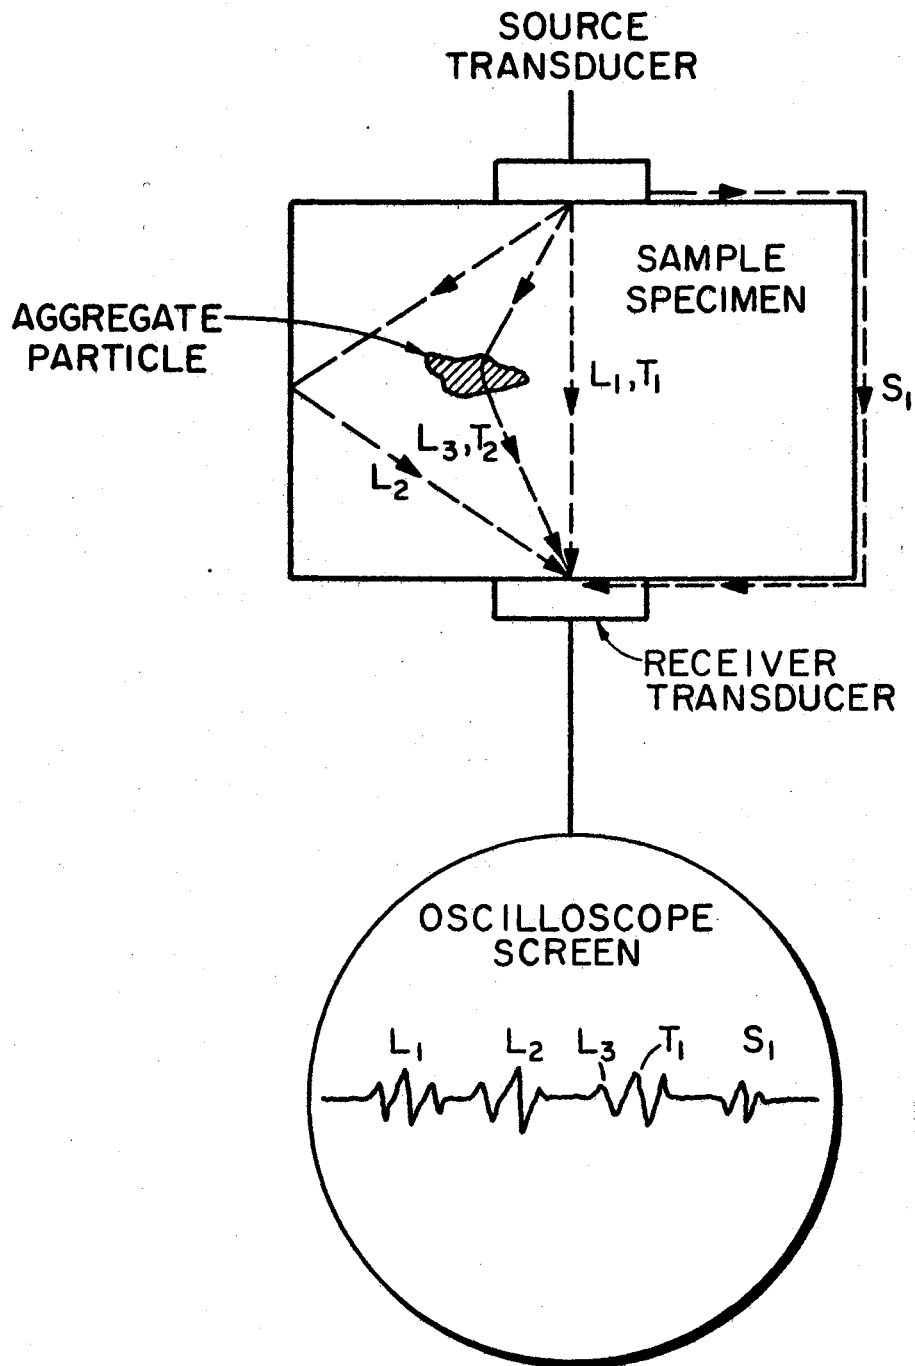 SOURCE
TRANSDUCER
SAMPLE
SPECIMEN
AGGREGATE
PARTICLE
L₁,T₁
S₁
L₃,T₂
L₂
RECEIVER
TRANSDUCER
OSCILLOSCOPE
SCREEN
L₁ L₂ L₃ T₁ S₁